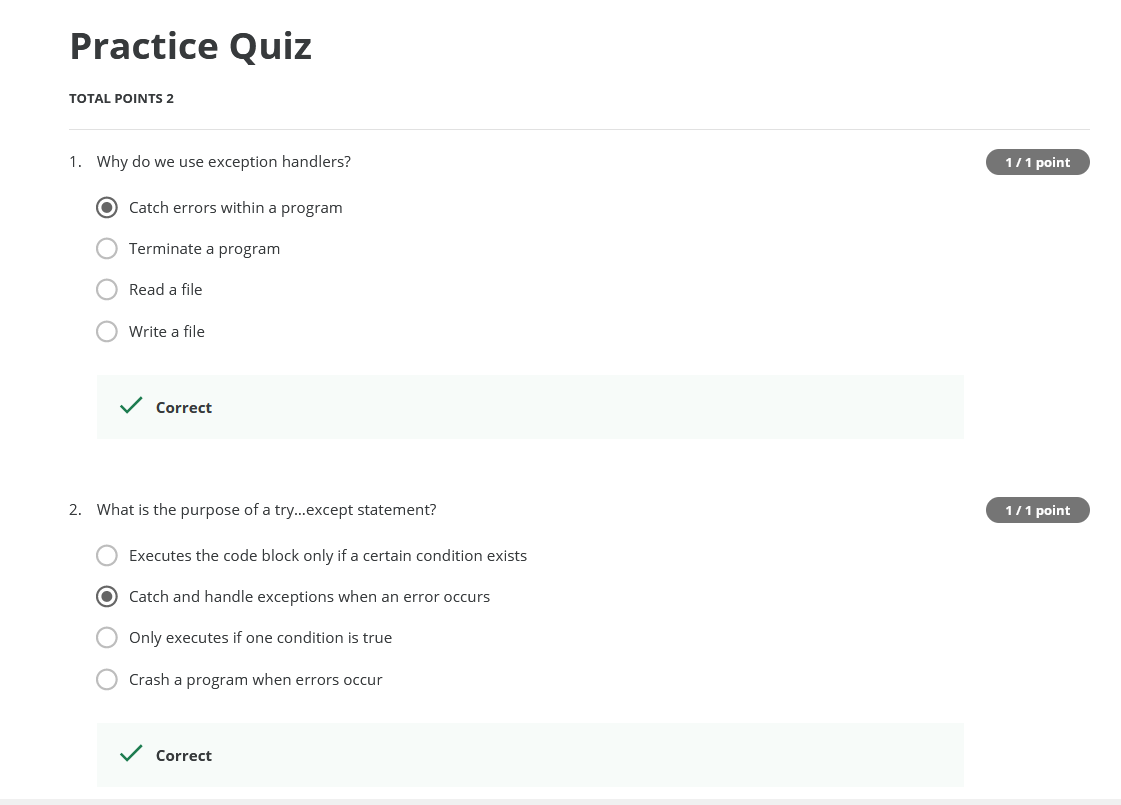 Practice Quiz
TOTAL POINTS 2
1. Why do we use exception handlers?
1 / 1 point
Catch errors within a program
Terminate a program
Read a file
Write a file
Correct
2. What is the purpose of a try...except statement?
1 / 1 point
Executes the code block only if a certain condition exists
Catch and handle exceptions when an error occurs
Only executes if one condition is true
Crash a program when errors occur
Correct